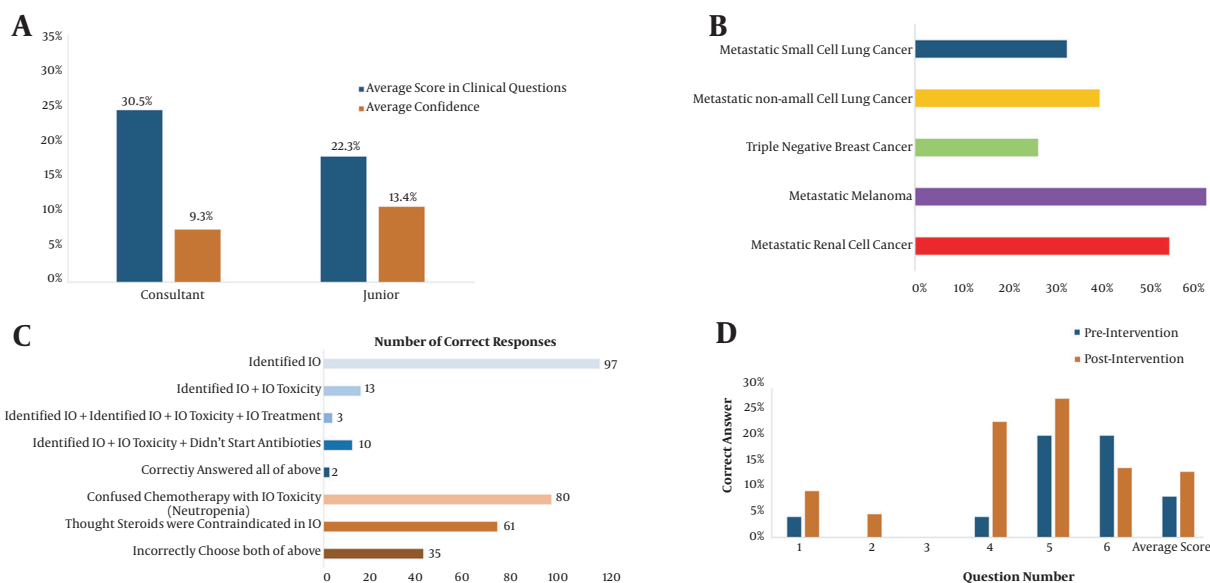 A
35%
30%
25%
20%
15%
10%
5%
0%
30.5%
9.3%
22.3%
13.4%
Average Score in Clinical Questions
Average Confidence
Consultant
Junior
B
Metastatic Small Cell Lung Cancer
Metastatic non-amall Cell Lung Cancer
Triple Negative Breast Cancer
Metastatic Melanoma
Metastatic Renal Cell Cancer
0% 10% 20% 30% 40% 60%
C
Number of Correct Responses
Identified IO
97
Identified IO + IO Toxicity
13
Identified IO + Identified IO + IO Toxicity + IO Treatment
3
Identified IO + IO Toxicity + Didn't Start Antibioties
10
Correctiy Answered all of above
2
Confused Chemotherapy with IO Toxicity
(Neutropenia)
80
Thought Steroids were Contraindicated in IO
61
Incorrectly Choose both of above
35
0 20 40 60 80 100 120
D
Pre-Intervention
Post-Intervention
Correct Answer
30%
25%
20%
15%
10%
5%
0%
1 2 3 4 5 6 Average Score
Question Number